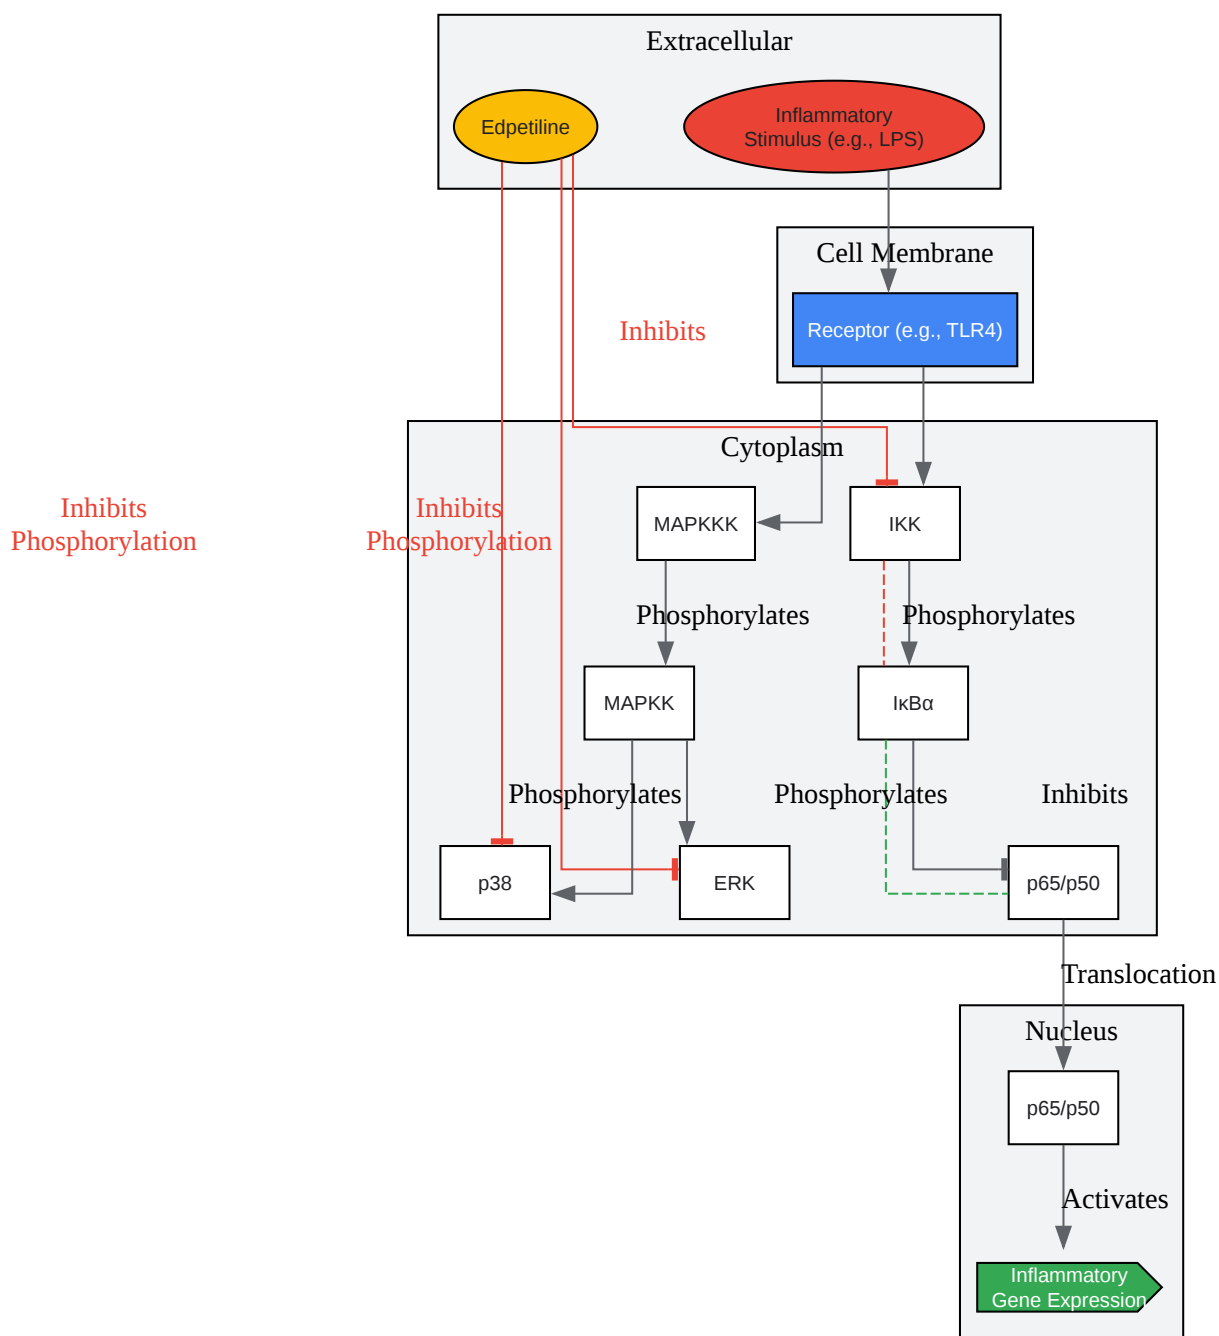 Extracellular
Edpetiline
Inflammatory
Stimulus (e.g., LPS)
Cell Membrane
Inhibits
Receptor (e.g., TLR4)
Cytoplasm
Inhibits
Phosphorylation
Inhibits
Phosphorylation
MAPKKK
IKK
Phosphorylates
Phosphorylates
MAPKK
IκBα
Phosphorylates
Phosphorylates
Inhibits
p38
ERK
p65/p50
Translocation
Nucleus
p65/p50
Activates
Inflammatory
Gene Expression